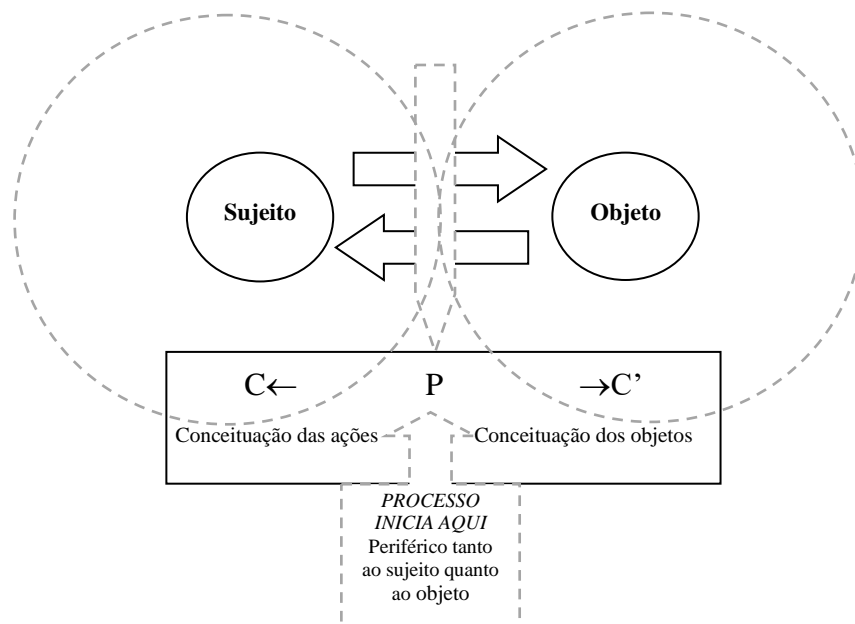 Sujeito
Objeto
C← P →C’
Conceituação das ações
Conceituação dos objetos
PROCESSO
INICIA AQUI
Periférico tanto
ao sujeito quanto
ao objeto